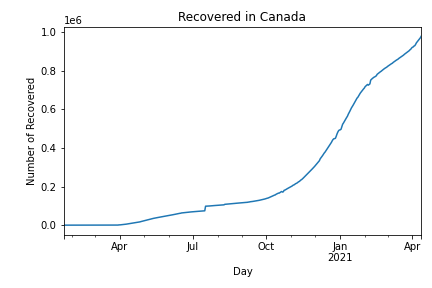 Recovered in Canada
1e6
1.0
0.8
0.6
0.4
0.2
0.0
Number of Recovered
Apr Jul Oct Jan Apr
2021
Day